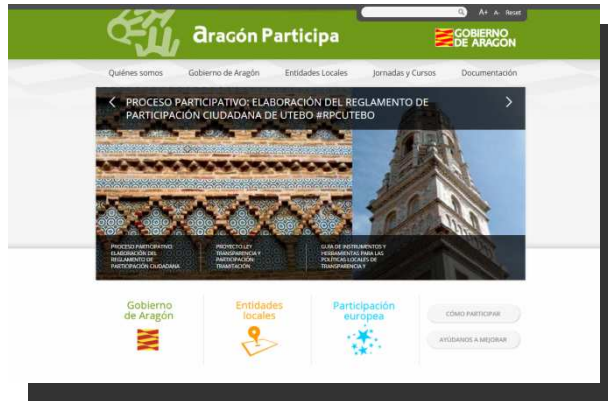 A+ A- Reset
aragón Participa
GOBIERNO
DE ARAGON
Quiénes somos Gobierno de Aragón Entidades Locales Jornadas y Cursos Documentación
PROCESO PARTICIPATIVO: ELABORACIÓN DEL REGLAMENTO DE
PARTICIPACIÓN CIUDADANA DE UTEBO #RPCUTEBO
PROCESO PARTICIPATIVO
ELABORACIÓN DEL
REGLAMENTO DE
PARTICIPACIÓN CIUDADANA
PROYECTO LEY
TRANSPARENCIA Y
PARTICIPACIÓN
TRAMITACIÓN
GUIA DE INSTRUMENTOS Y
HERRAMIENTAS PARA LAS
POLÍTICAS LOCALES DE
TRANSPARENCIA Y
Gobierno
de Aragón
Entidades
locales
Participación
europea
CÓMO PARTICIPAR
AYÚDANOS A MEJORAR